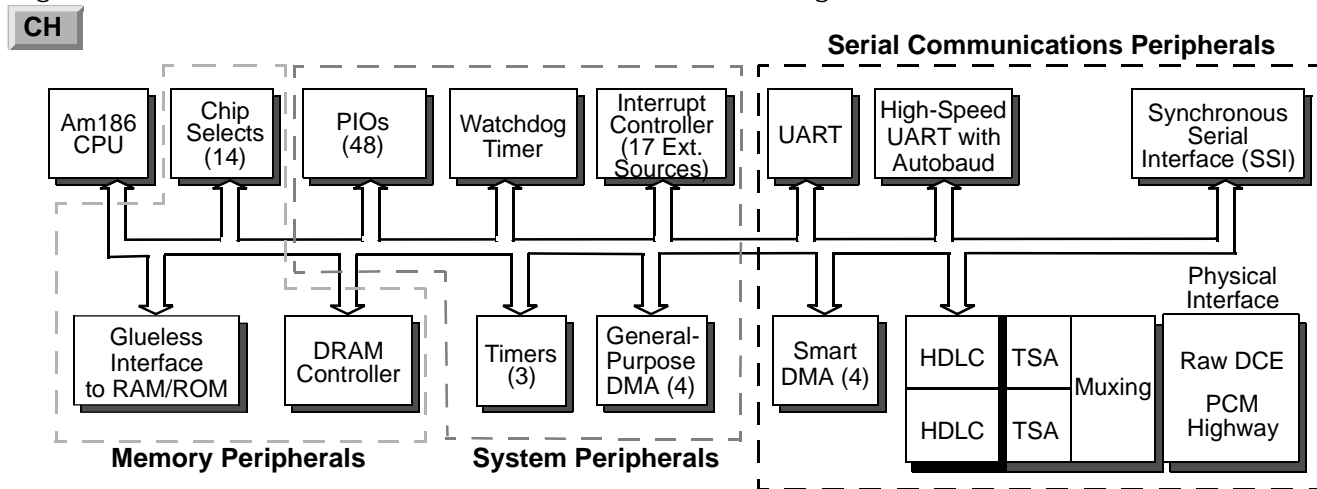 CH
Serial Communications Peripherals
Am186
CPU
Chip
Selects
(14)
PIOs
(48)
Watchdog
Timer
Interrupt
Controller
(17 Ext.
Sources)
UART
High-Speed
UART with
Autobaud
Synchronous
Serial
Interface (SSI)
Glueless
Interface
to RAM/ROM
DRAM
Controller
Timers
(3)
General-
Purpose
DMA (4)
Smart
DMA (4)
HDLC
TSA
HDLC
TSA
Muxing
Physical
Interface
Raw DCE
PCM
Highway
Memory Peripherals
System Peripherals